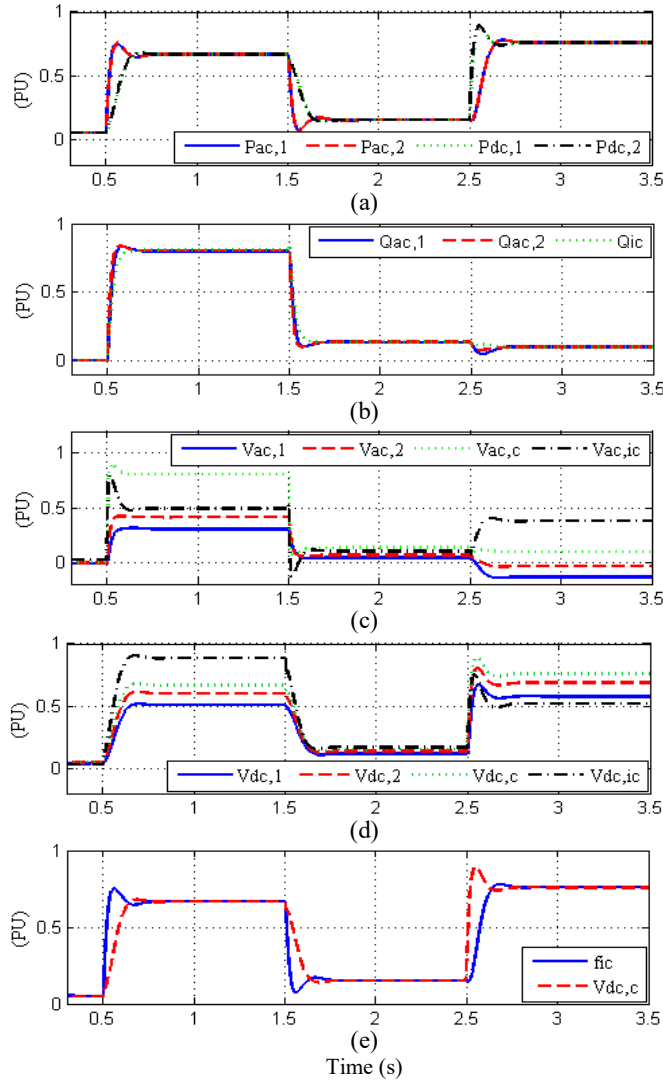 (PU)
1
0.5
0
Pac,1 Pac,2 Pdc,1 Pdc,2
0.5 1 1.5 2 2.5 3 3.5
(a)
(PU)
1
0.5
0
Qac,1 Qac,2 Qic
0.5 1 1.5 2 2.5 3 3.5
(b)
(PU)
1
0.5
0
Vac,1 Vac,2 Vac,c Vac,ic
0.5 1 1.5 2 2.5 3 3.5
(c)
(PU)
1
0.5
0
Vdc,1 Vdc,2 Vdc,c Vdc,ic
0.5 1 1.5 2 2.5 3 3.5
(d)
(PU)
1
0.5
0
fic
Vdc,c
0.5 1 1.5 2 2.5 3 3.5
(e)
Time (s)